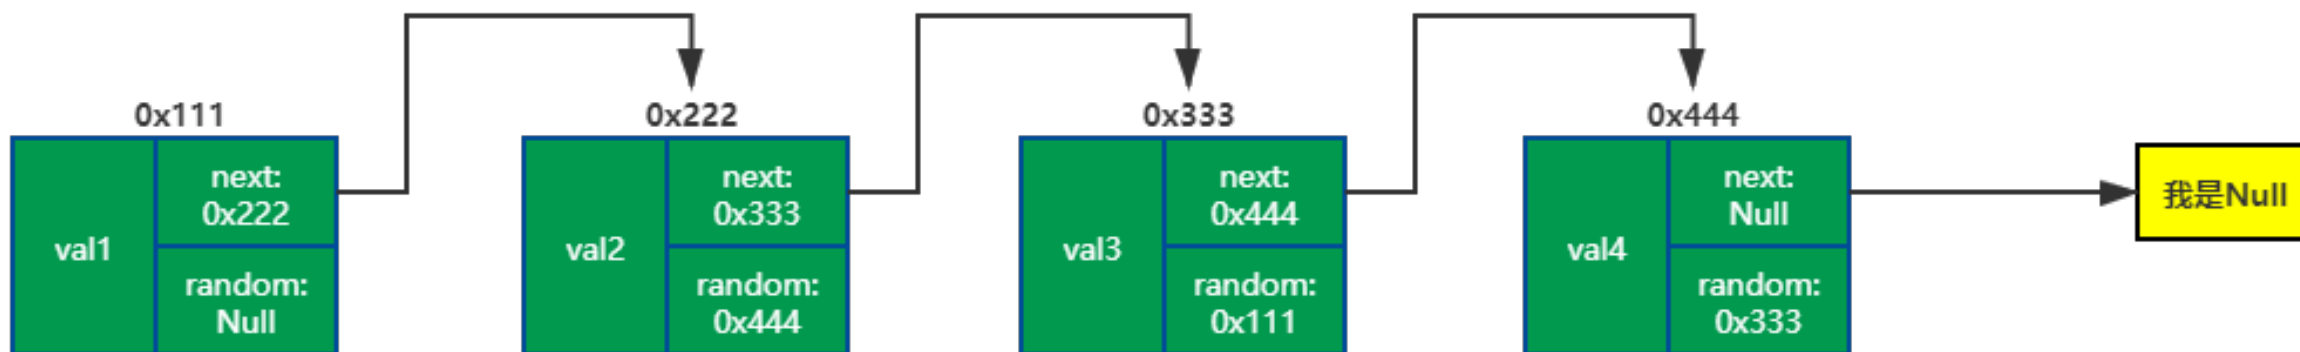 0x111
val1
next:
0x222
random:
Null
0x222
val2
next:
0x333
random:
0x444
0x333
val3
next:
0x444
random:
0x111
0x444
val4
next:
Null
random:
0x333
我是Null